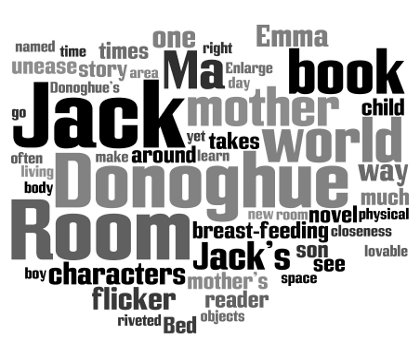 named time times one right Emma
unease story area Ma Enlarge day book
Donoghue's
go Jack mother child
yet takes world
often make around learn way
living
body Donoghue much
Room new room novel physical
breast-feeding closeness
Jack's son see lovable
boy characters mother's space
flicker reader
riveted Bed objects